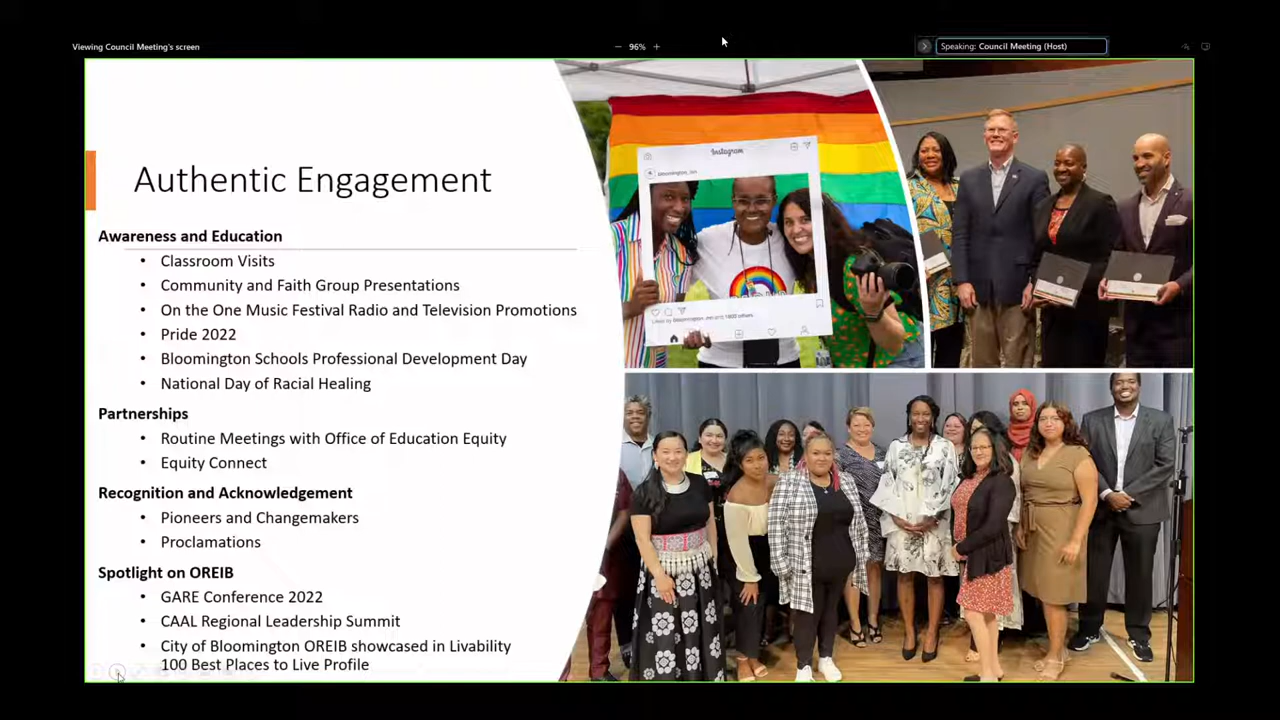 Viewing Council Meeting's screen
96%
Speaking: Council Meeting (Host)
Authentic Engagement
Awareness and Education
• Classroom Visits
• Community and Faith Group Presentations
• On the One Music Festival Radio and Television Promotions
• Pride 2022
• Bloomington Schools Professional Development Day
• National Day of Racial Healing
Partnerships
• Routine Meetings with Office of Education Equity
• Equity Connect
Recognition and Acknowledgement
• Pioneers and Changemakers
• Proclamations
Spotlight on OREIB
• GARE Conference 2022
• CAAL Regional Leadership Summit
• City of Bloomington OREIB showcased in Livability
100 Best Places to Live Profile
Instagram